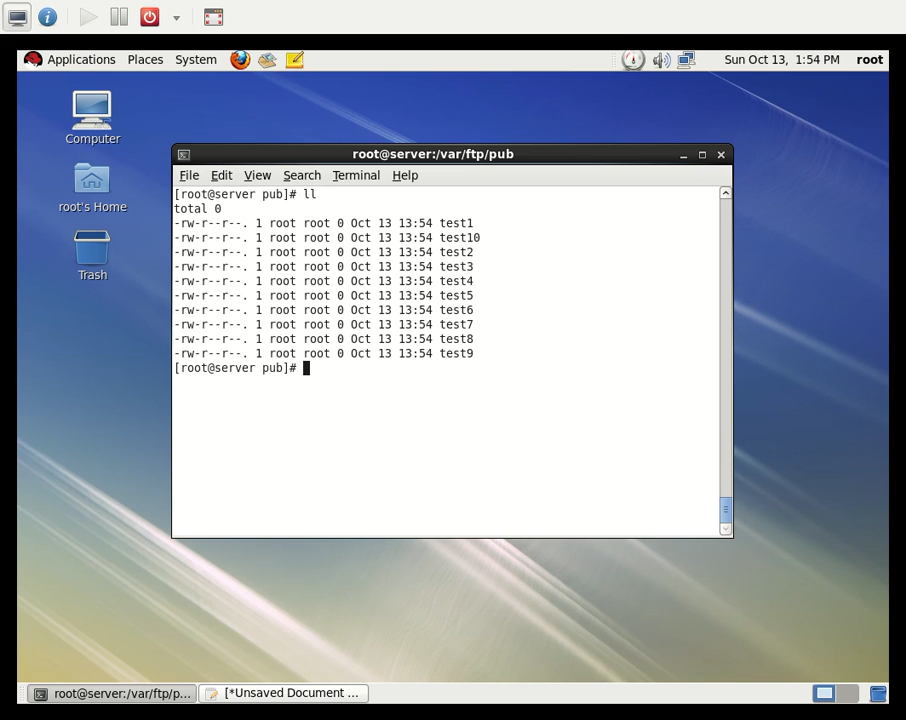 Applications Places System Sun Oct 13, 1:54 PM root
Computer
root's Home
Trash
root@server:/var/ftp/pub
File Edit View Search Terminal Help
[root@server pub]# ll
total 0
-rw-r--r--. 1 root root 0 Oct 13 13:54 test1
-rw-r--r--. 1 root root 0 Oct 13 13:54 test10
-rw-r--r--. 1 root root 0 Oct 13 13:54 test2
-rw-r--r--. 1 root root 0 Oct 13 13:54 test3
-rw-r--r--. 1 root root 0 Oct 13 13:54 test4
-rw-r--r--. 1 root root 0 Oct 13 13:54 test5
-rw-r--r--. 1 root root 0 Oct 13 13:54 test6
-rw-r--r--. 1 root root 0 Oct 13 13:54 test7
-rw-r--r--. 1 root root 0 Oct 13 13:54 test8
-rw-r--r--. 1 root root 0 Oct 13 13:54 test9
[root@server pub]#
root@server:/var/ftp/p... [*Unsaved Document ...